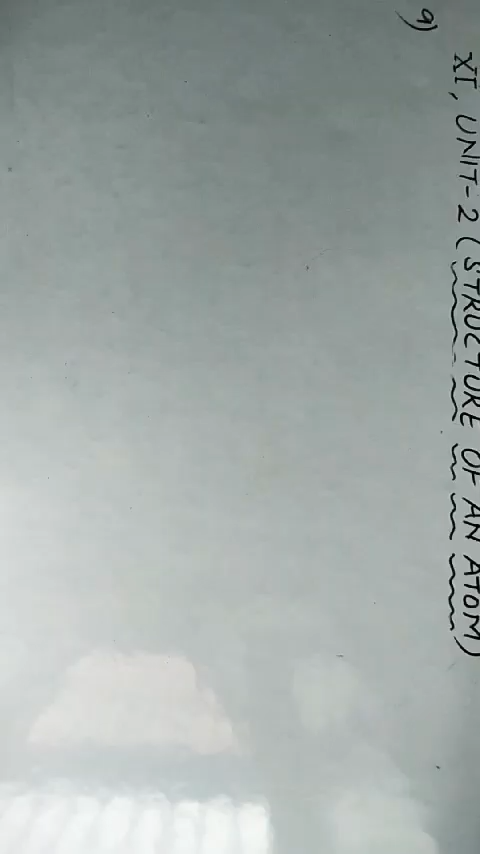 XI, UNIT-2 (STRUCTURE OF AN ATOM)
9)